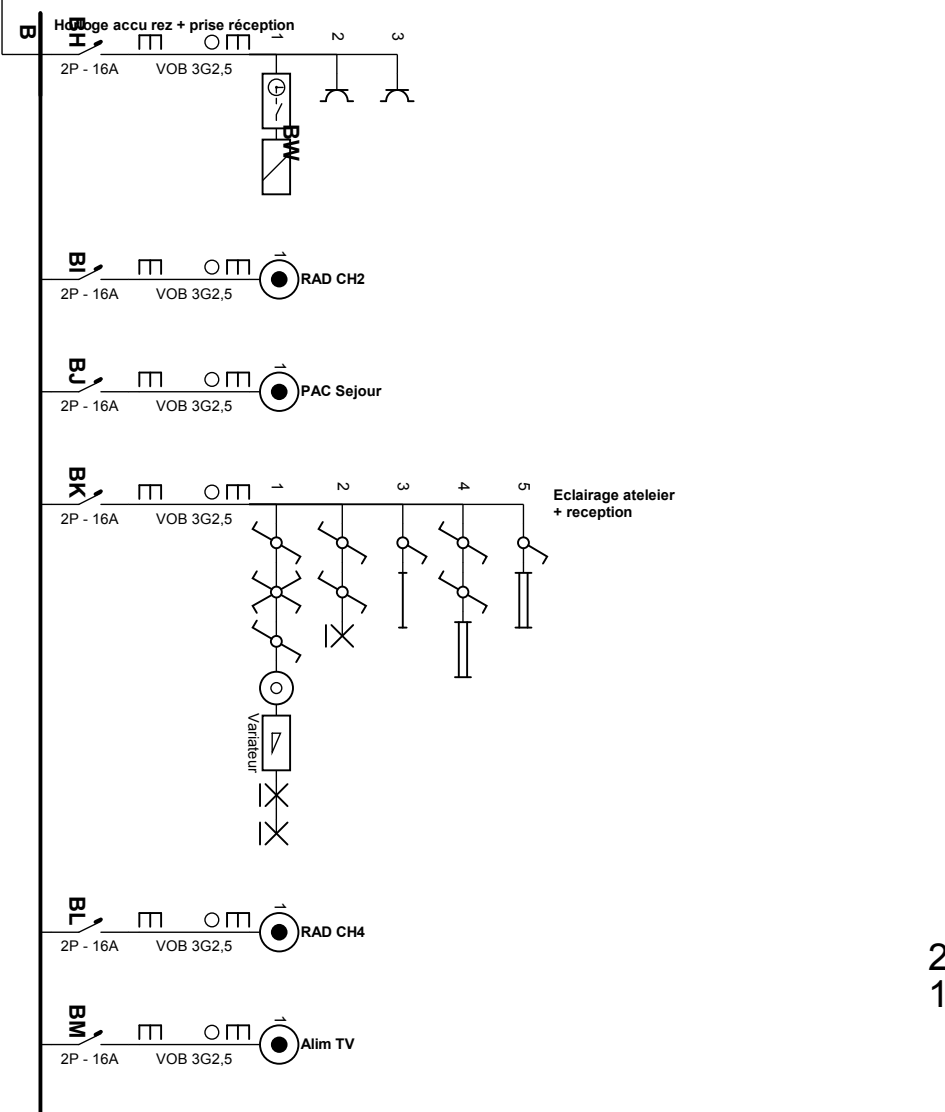 B
BH
Horloge accu rez + prise réception
1
2
3
2P - 16A
VOB 3G2,5
BW
BI
1
RAD CH2
2P - 16A
VOB 3G2,5
BJ
1
PAC Sejour
2P - 16A
VOB 3G2,5
BK
1
2
3
4
5
Eclairage ateleier
+ reception
2P - 16A
VOB 3G2,5
Variateur
BL
1
RAD CH4
2P - 16A
VOB 3G2,5
2
1
BM
1
Alim TV
2P - 16A
VOB 3G2,5